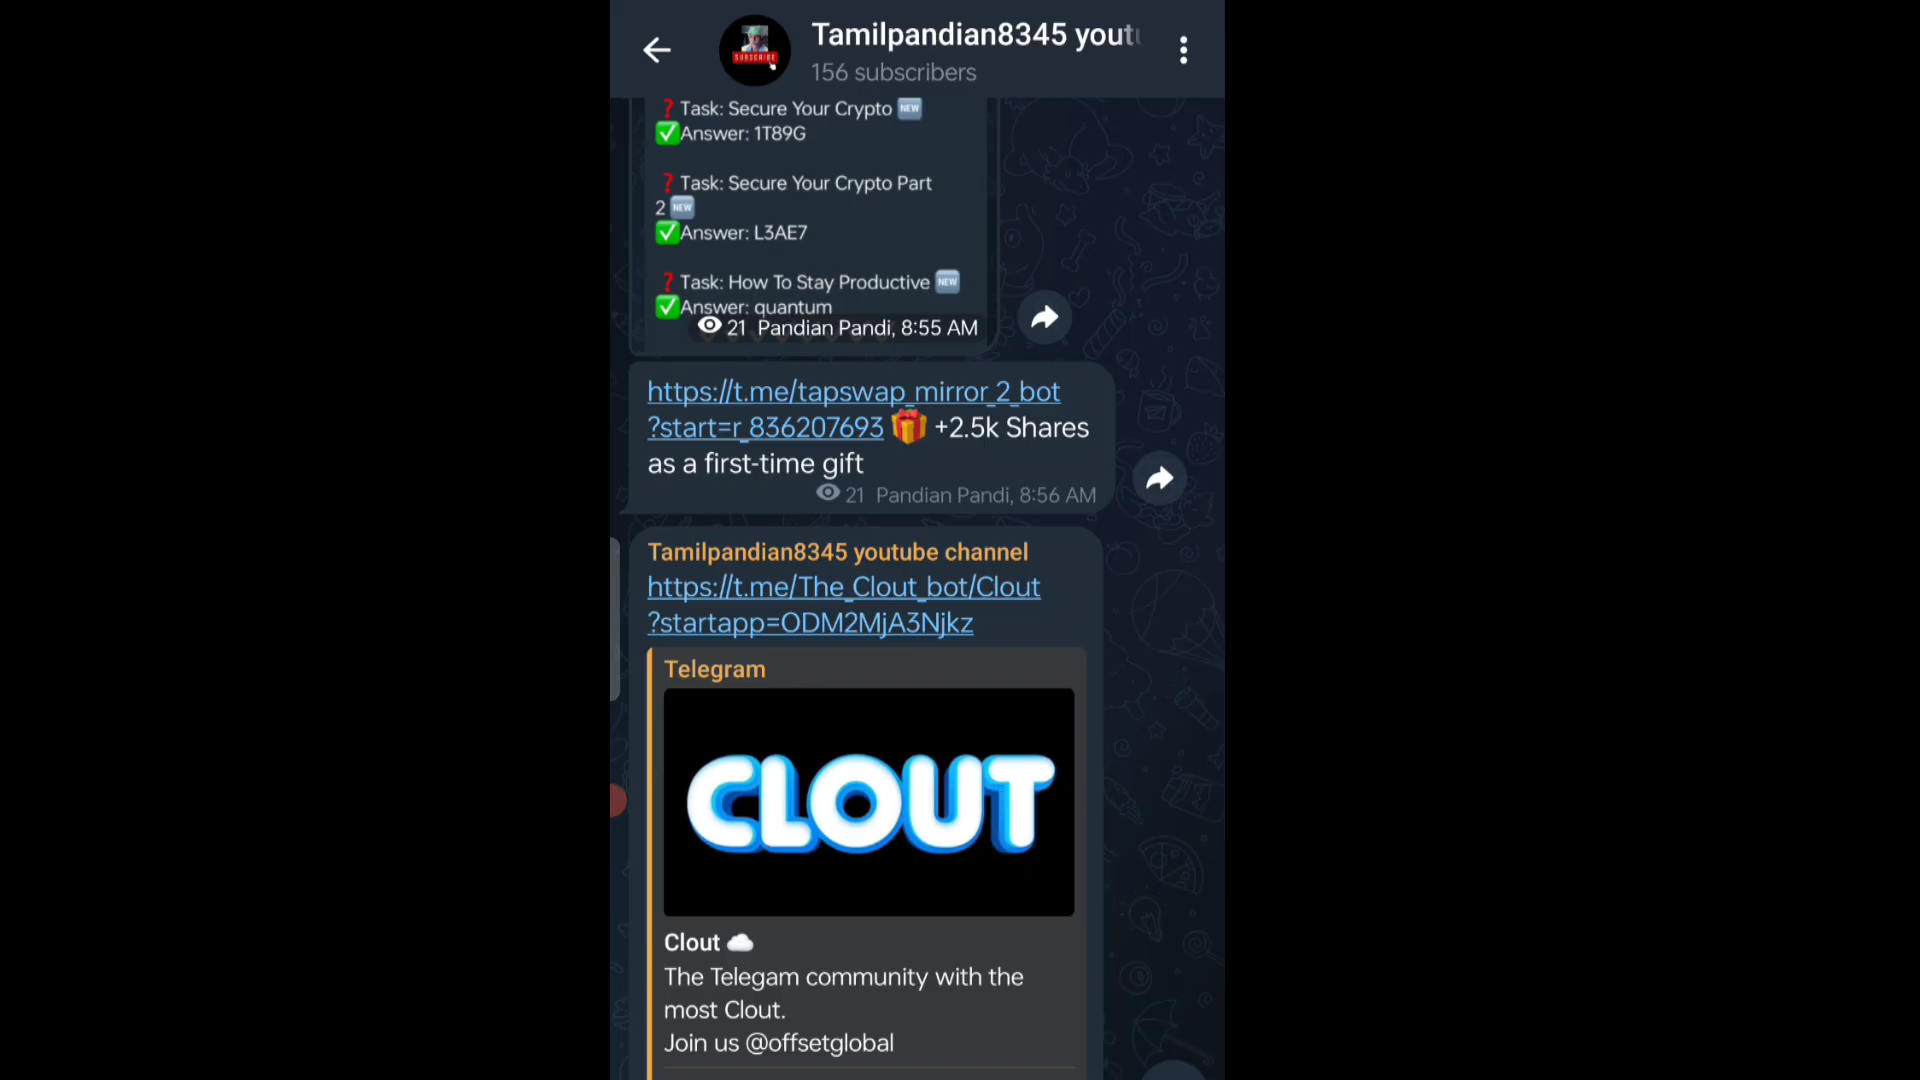 Tamilpandian8345 yout
156 subscribers
SUBSCRIBE
❓Task: Secure Your Crypto 🆕
✅Answer: 1T89G
❓Task: Secure Your Crypto Part
2 🆕
✅Answer: L3AE7
❓Task: How To Stay Productive 🆕
✅Answer: quantum
21 Pandian Pandi, 8:55 AM
https://t.me/tapswap_mirror_2_bot
?start=r_836207693 🎁 +2.5k Shares
as a first-time gift
21 Pandian Pandi, 8:56 AM
Tamilpandian8345 youtube channel
https://t.me/The_Clout_bot/Clout
?startapp=ODM2MjA3Njkz
Telegram
CLOUT
Clout ☁️
The Telegam community with the
most Clout.
Join us @offsetglobal